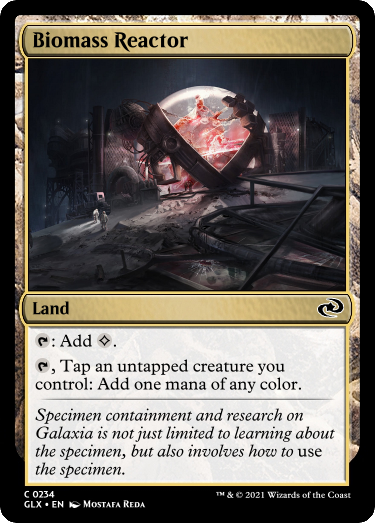 Biomass Reactor
Land
: Add .
, Tap an untapped creature you
control: Add one mana of any color.
Specimen containment and research on
Galaxia is not just limited to learning about
the specimen, but also involves how to use
the specimen.
C 0234
GLX • EN Mostafa Reda
™ & © 2021 Wizards of the Coast